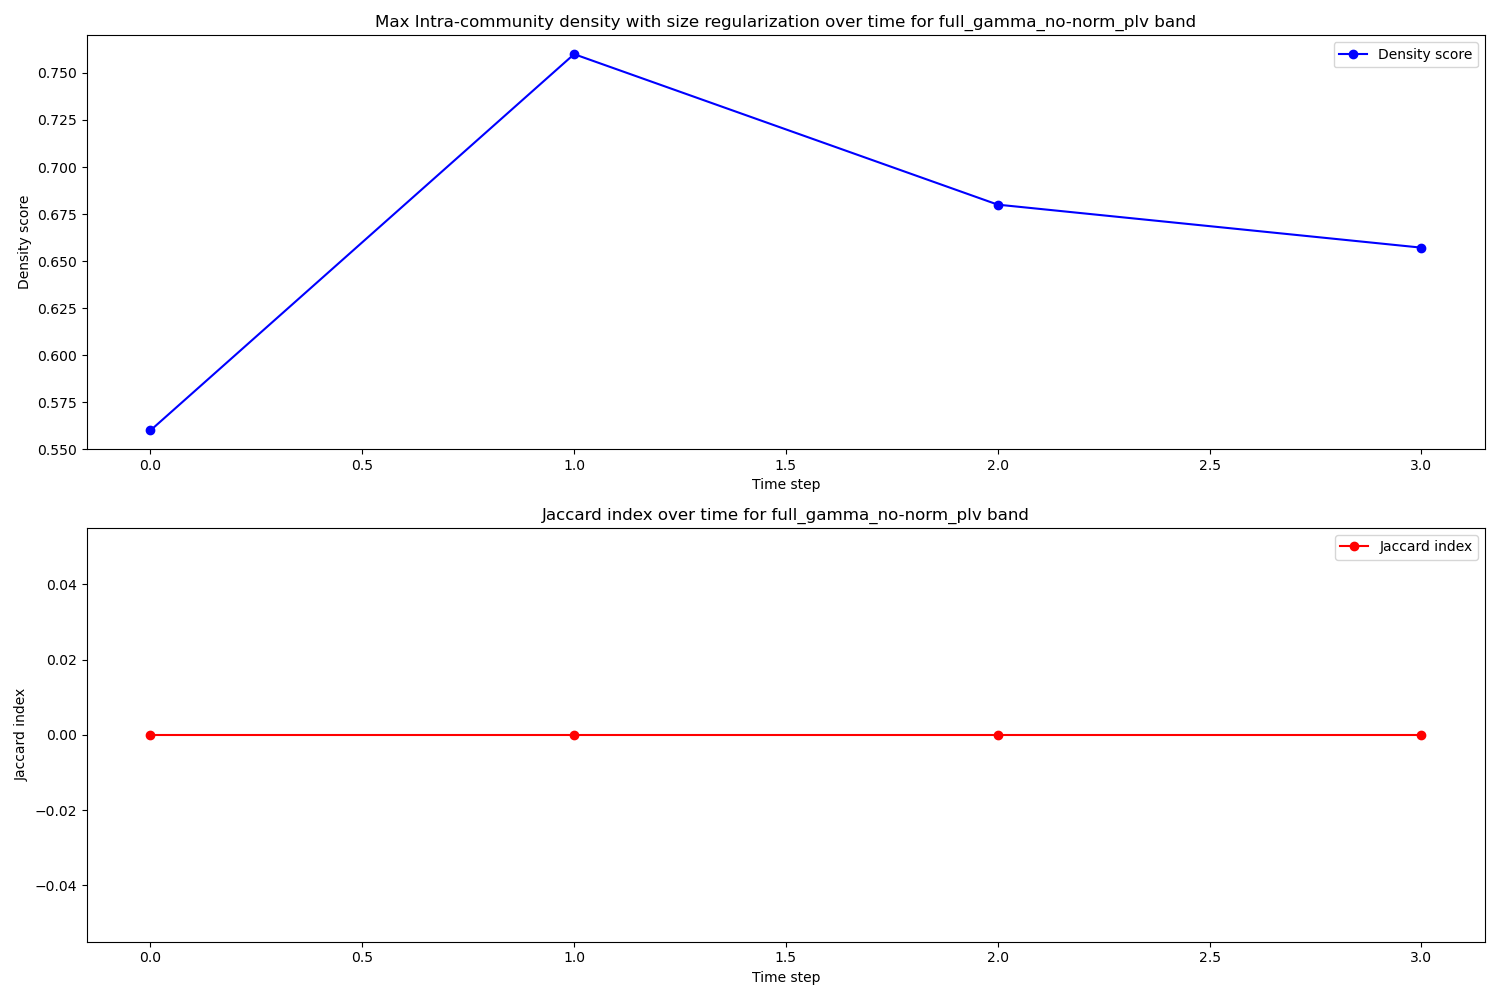 Max Intra-community density with size regularization over time for full_gamma_no-norm_plv band
Density score
0.750
0.725
0.700
0.675
0.650
0.625
0.600
0.575
0.550
Density score
0.0 0.5 1.0 1.5 2.0 2.5 3.0
Time step
Jaccard index over time for full_gamma_no-norm_plv band
Jaccard index
0.04
0.02
0.00
−0.02
−0.04
Jaccard index
0.0 0.5 1.0 1.5 2.0 2.5 3.0
Time step